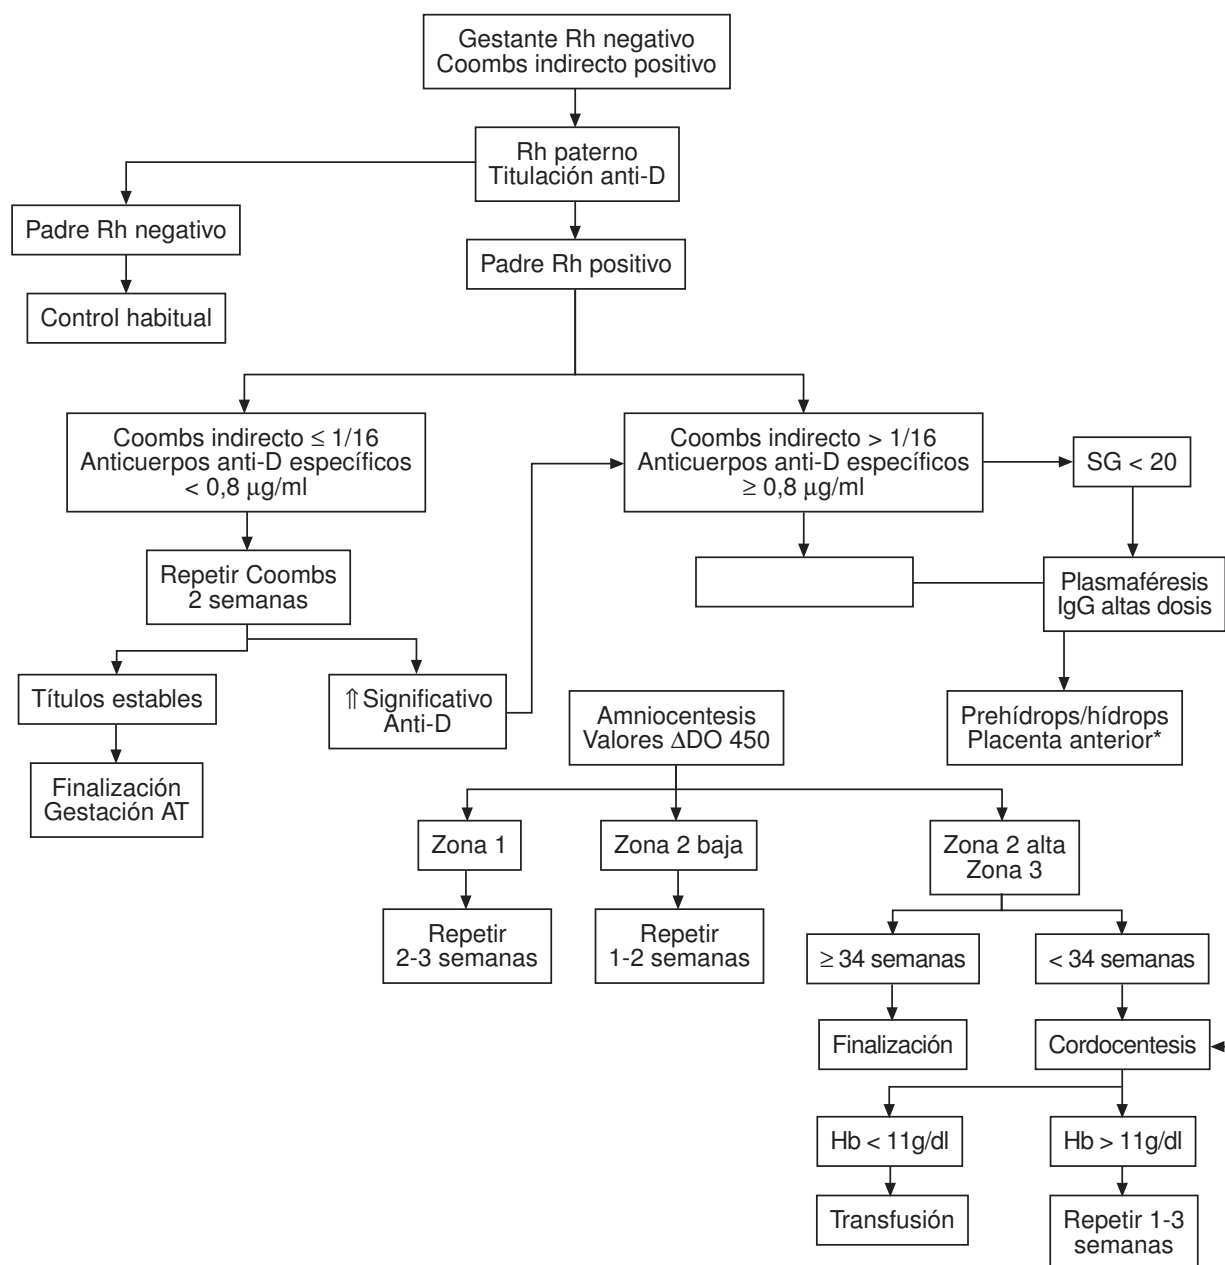 Gestante Rh negativo
Coombs indirecto positivo
Rh paterno
Titulación anti-D
Padre Rh negativo
Padre Rh positivo
Control habitual
Coombs indirecto ≤ 1/16
Anticuerpos anti-D específicos
< 0,8 μg/ml
Coombs indirecto > 1/16
Anticuerpos anti-D específicos
≥ 0,8 μg/ml
SG < 20
Repetir Coombs
2 semanas
Plasmaféresis
IgG altas dosis
Títulos estables
⇑ Significativo
Anti-D
Amniocentesis
Valores ΔDO 450
Prehídrops/hídrops
Placenta anterior*
Finalización
Gestación AT
Zona 1
Zona 2 baja
Zona 2 alta
Zona 3
Repetir
2-3 semanas
Repetir
1-2 semanas
≥ 34 semanas
< 34 semanas
Finalización
Cordocentesis
Hb < 11g/dl
Hb > 11g/dl
Transfusión
Repetir 1-3
semanas